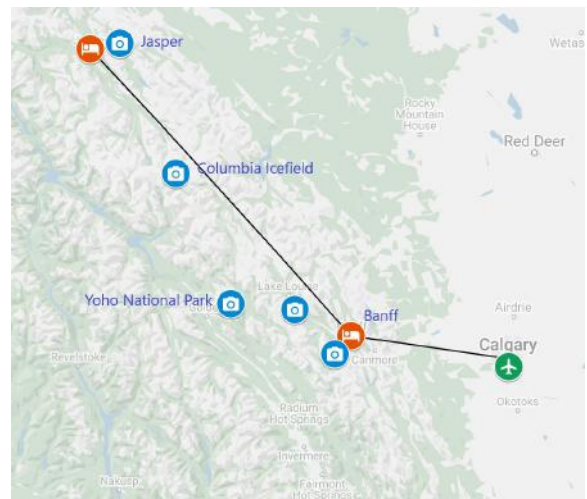 Jasper
Wetas
Rocky
Mountain
House
Red Deer
Columbia Icefield
Lake Louise
Yoho National Park
Golden
Banff
Airdrie
Calgary
Canmore
Revelstoke
Okotoks
Radium
Hot Springs
Invermere
Fairmont
Hot Springs
Nakusp